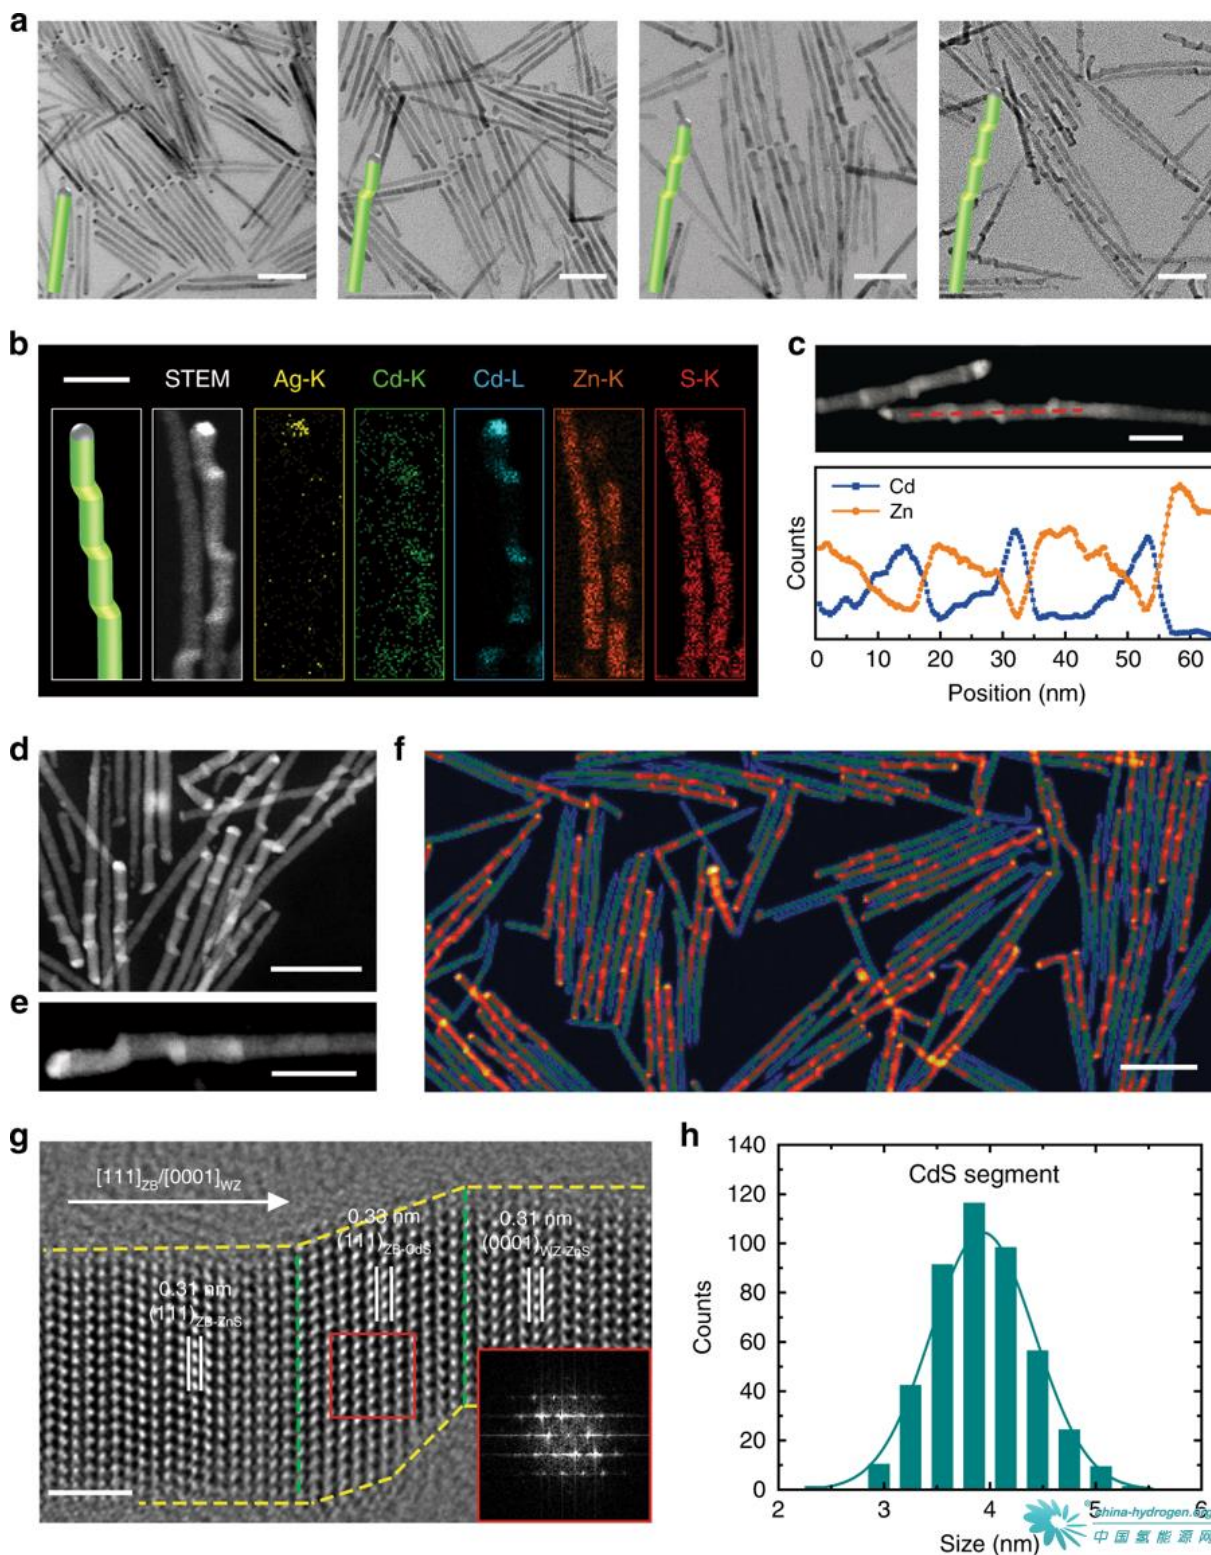 a
b
STEM Ag-K Cd-K Cd-L Zn-K S-K
c
Cd
Zn
Counts
0 10 20 30 40 50 60
Position (nm)
d
e
f
g
[111]ZB/[0001]WZ
0.33 nm
(111)ZB-CdS
0.31 nm
(0001)WZ-ZnS
0.31 nm
(111)ZB-ZnS
h
CdS segment
Counts
140
120
100
80
60
40
20
0
2 3 4 5 6
Size (nm)
china-hydrogen.org
中国氢能源网